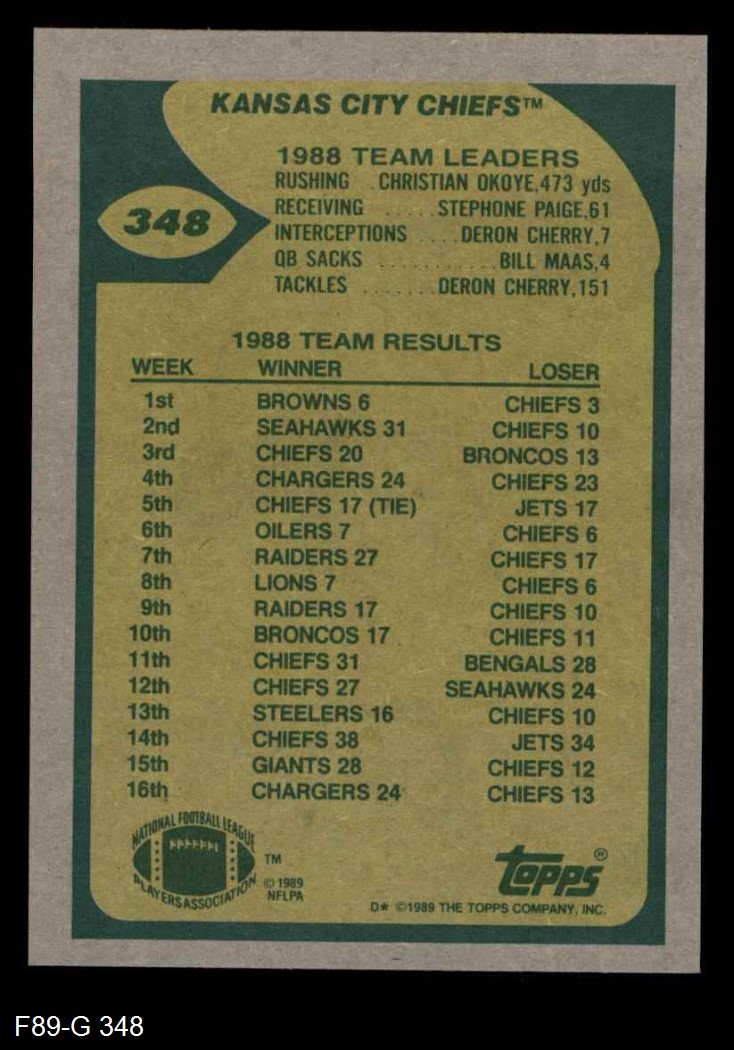 KANSAS CITY CHIEFS™
1988 TEAM LEADERS
RUSHING .CHRISTIAN OKOYE,473 yds
RECEIVING .....STEPHONE PAIGE,61
INTERCEPTIONS ....DERON CHERRY,7
QB SACKS ...........BILL MAAS,4
TACKLES .......DERON CHERRY,151
348
1988 TEAM RESULTS
WEEK WINNER LOSER
1st BROWNS 6 CHIEFS 3
2nd SEAHAWKS 31 CHIEFS 10
3rd CHIEFS 20 BRONCOS 13
4th CHARGERS 24 CHIEFS 23
5th CHIEFS 17 (TIE) JETS 17
6th OILERS 7 CHIEFS 6
7th RAIDERS 27 CHIEFS 17
8th LIONS 7 CHIEFS 6
9th RAIDERS 17 CHIEFS 10
10th BRONCOS 17 CHIEFS 11
11th CHIEFS 31 BENGALS 28
12th CHIEFS 27 SEAHAWKS 24
13th STEELERS 16 CHIEFS 10
14th CHIEFS 38 JETS 34
15th GIANTS 28 CHIEFS 12
16th CHARGERS 24 CHIEFS 13
NATIONAL FOOTBALL LEAGUE
PLAYERS ASSOCIATION
TM
©1989
NFLPA
topps®
D* ©1989 THE TOPPS COMPANY, INC.
F89-G 348